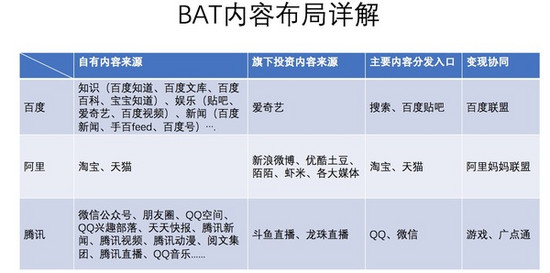 BAT内容布局详解
自有内容来源
旗下投资内容来源
主要内容分发入口
变现协同
百度
知识（百度知道、百度文库、百度
百科、宝宝知道）、娱乐（贴吧、
爱奇艺、百度视频）、新闻（百度
新闻、手百feed、百度号）….
爱奇艺
搜索、百度贴吧
百度联盟
阿里
淘宝、天猫
新浪微博、优酷土豆、
陌陌、虾米、各大媒体
淘宝、天猫
阿里妈妈联盟
腾讯
微信公众号、朋友圈、QQ空间、
QQ兴趣部落、天天快报、腾讯新
闻、腾讯视频、腾讯动漫、阅文集
团、腾讯直播、QQ音乐……
斗鱼直播、龙珠直播
QQ、微信
游戏、广点通